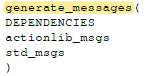 generate_messages(
DEPENDENCIES
actionlib_msgs
std_msgs
)